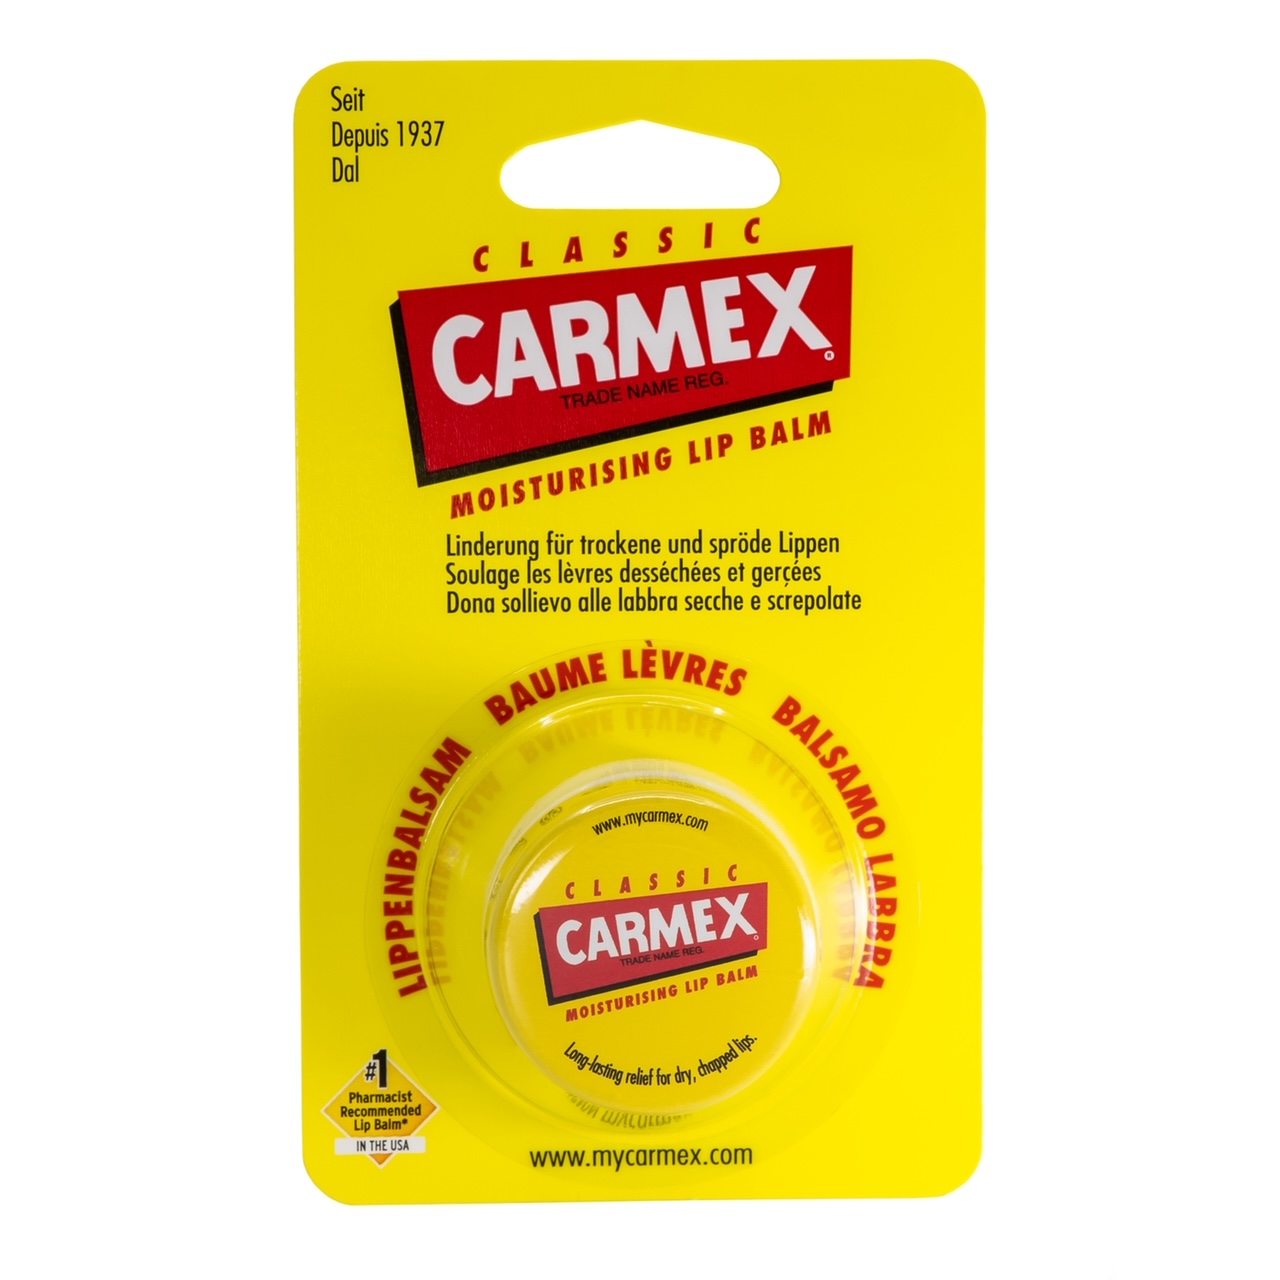 Seit
Depuis 1937
Dal
CLASSIC
CARMEX®
TRADE NAME REG.
MOISTURISING LIP BALM
Linderung für trockene und spröde Lippen
Soulage les lèvres desséchées et gerçées
Dona sollievo alle labbra secche e screpolate
LIPPENBALSAM BAUME LÈVRES BALSAMO LABBRA
www.mycarmex.com
CLASSIC
CARMEX®
TRADE NAME REG.
MOISTURISING LIP BALM
Long-lasting relief for dry, chapped lips.
#1
Pharmacist
Recommended
Lip Balm*
IN THE USA
www.mycarmex.com